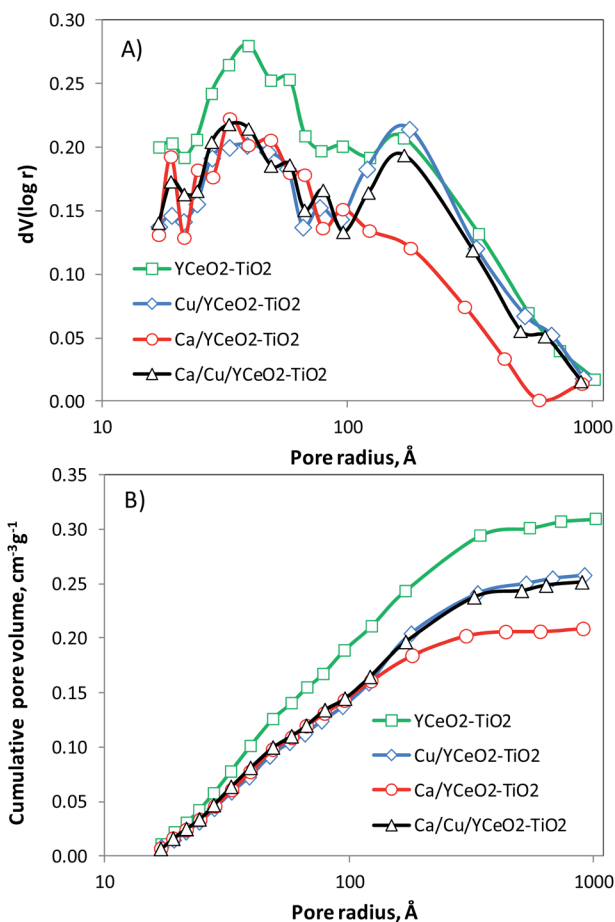 A)
0.30
0.25
0.20
0.15
0.10
0.05
0.00
dV(log r)
YCeO2-TiO2
Cu/YCeO2-TiO2
Ca/YCeO2-TiO2
Ca/Cu/YCeO2-TiO2
10
100
1000
Pore radius, Å
B)
0.35
0.30
0.25
0.20
0.15
0.10
0.05
0.00
Cumulative pore volume, cm-3g-1
YCeO2-TiO2
Cu/YCeO2-TiO2
Ca/YCeO2-TiO2
Ca/Cu/YCeO2-TiO2
10
100
1000
Pore radius, Å